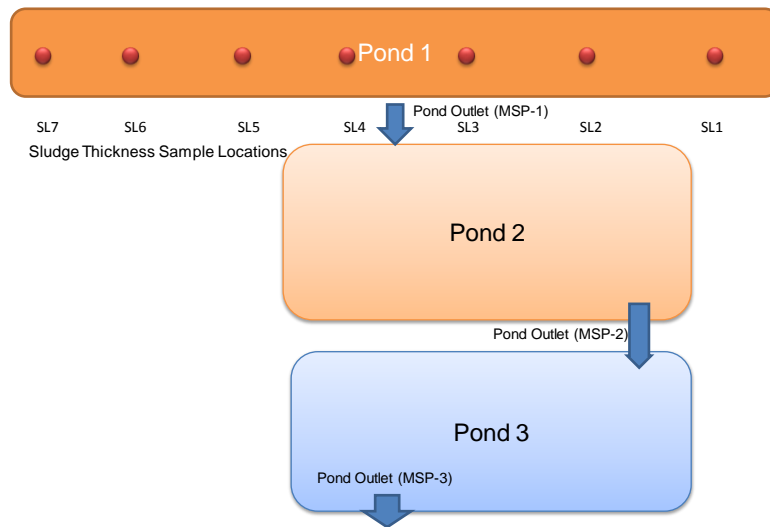 Pond 1
Pond Outlet (MSP-1)
SL7 SL6 SL5 SL4 SL3 SL2 SL1
Sludge Thickness Sample Locations
Pond 2
Pond Outlet (MSP-2)
Pond 3
Pond Outlet (MSP-3)